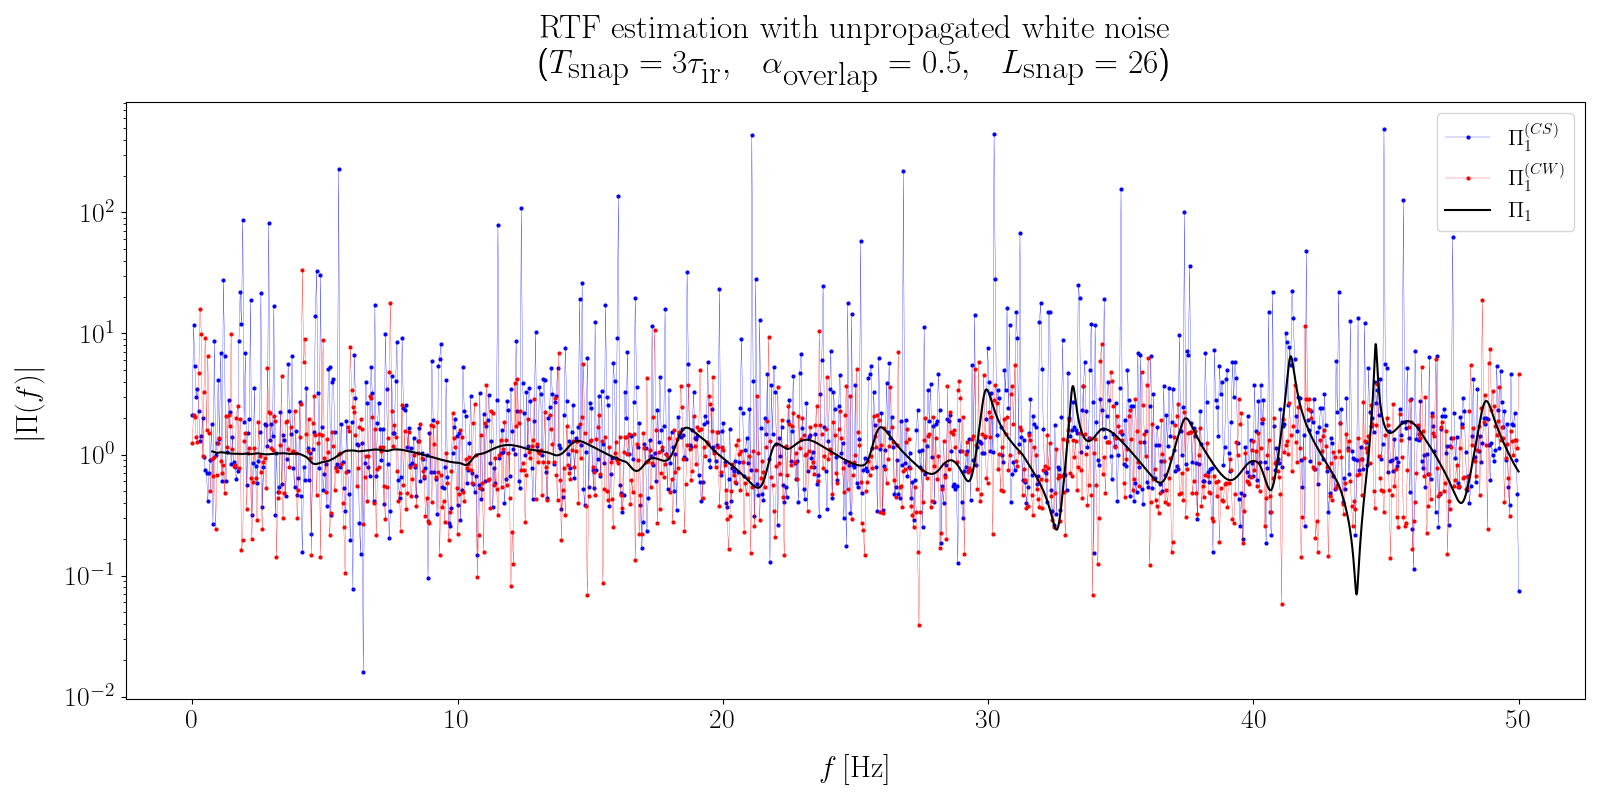 RTF estimation with unpropagated white noise
(T_snap = 3τ_ir, α_overlap = 0.5, L_snap = 26)
Π_1^(CS)
Π_1^(CW)
Π_1
|Π(f)|
10^2
10^1
10^0
10^−1
10^−2
0 10 20 30 40 50
f [Hz]